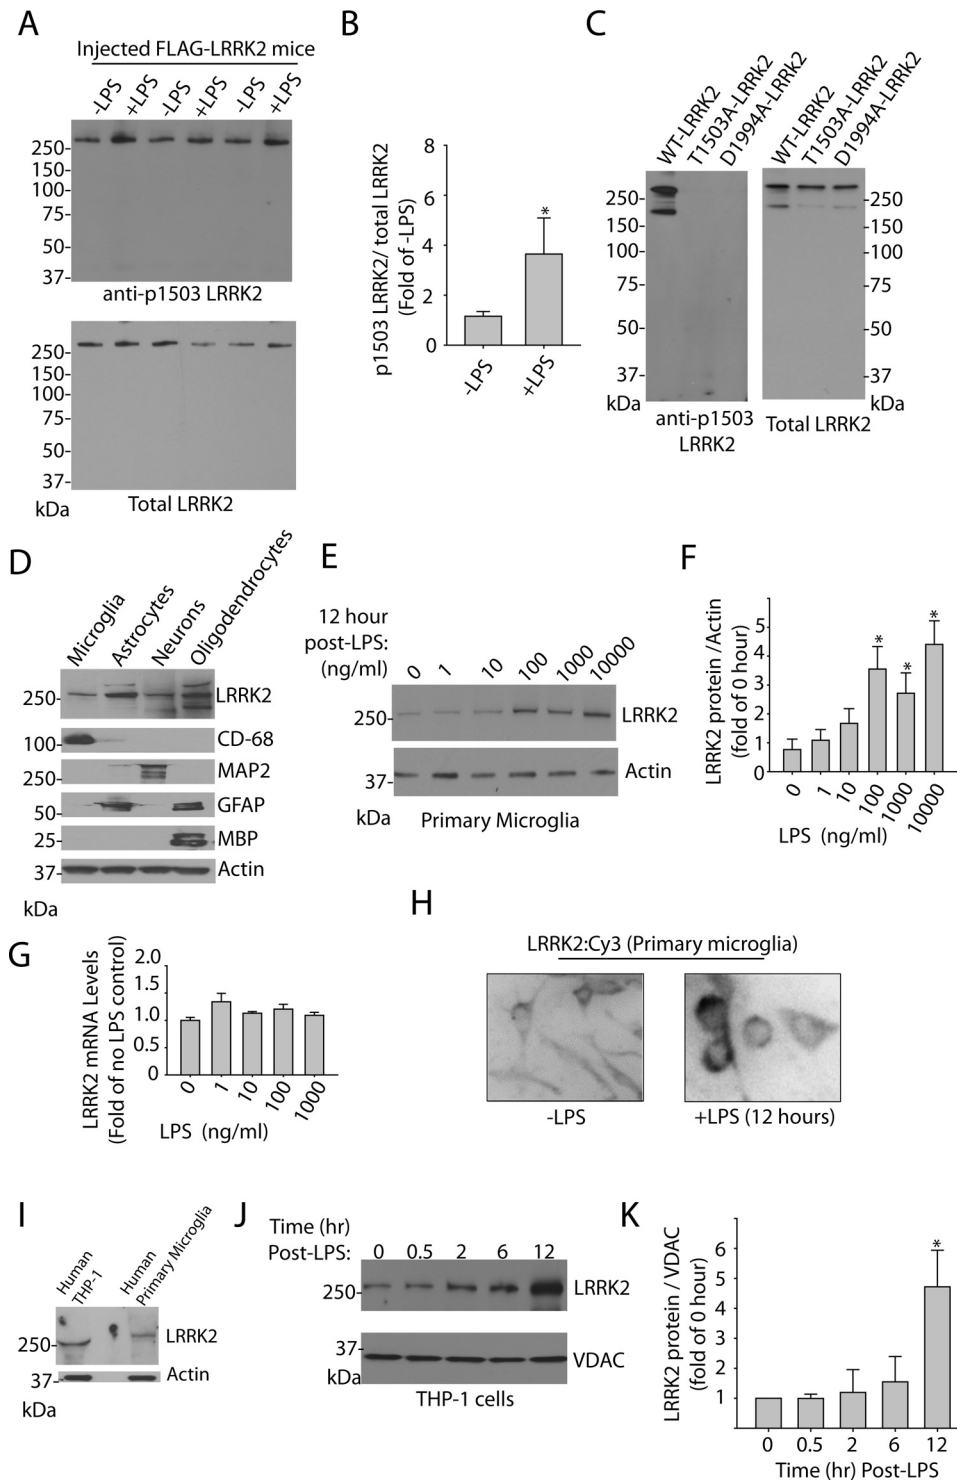 A
Injected FLAG-LRRK2 mice
-LPS +LPS -LPS +LPS -LPS +LPS
250-
150-
100-
75-
50-
37-
anti-p1503 LRRK2
250-
150-
100-
75-
50-
37-
kDa
Total LRRK2
B
p1503 LRRK2/ total LRRK2
(Fold of -LPS)
8
6
4
2
0
*
-LPS +LPS
C
WT-LRRK2 T1503A-LRRK2 D1994A-LRRK2
WT-LRRK2 T1503A-LRRK2 D1994A-LRRK2
250-
150-
100-
75-
50-
37-
kDa
anti-p1503
LRRK2
-250
-150
-100
-75
-50
-37
kDa
Total LRRK2
D
Microglia Astrocytes Neurons Oligodendrocytes
250- LRRK2
100- CD-68
250- MAP2
50- GFAP
25- MBP
37- Actin
kDa
E
12 hour
post-LPS:
(ng/ml) 0 1 10 100 1000 10000
250- LRRK2
37- Actin
kDa
Primary Microglia
F
LRRK2 protein /Actin
(fold of 0 hour)
5
4
3
2
1
0
* * *
0 1 10 100 1000 10000
LPS (ng/ml)
G
LRRK2 mRNA Levels
(Fold of no LPS control)
2.0
1.5
1.0
0.5
0
0 1 10 100 1000
LPS (ng/ml)
H
LRRK2:Cy3 (Primary microglia)
-LPS
+LPS (12 hours)
I
Human
THP-1
Human
Primary Microglia
250- LRRK2
37- Actin
kDa
J
Time (hr)
Post-LPS: 0 0.5 2 6 12
250- LRRK2
37- VDAC
kDa
THP-1 cells
K
LRRK2 protein / VDAC
(fold of 0 hour)
6
5
4
3
2
1
*
0 0.5 2 6 12
Time (hr) Post-LPS